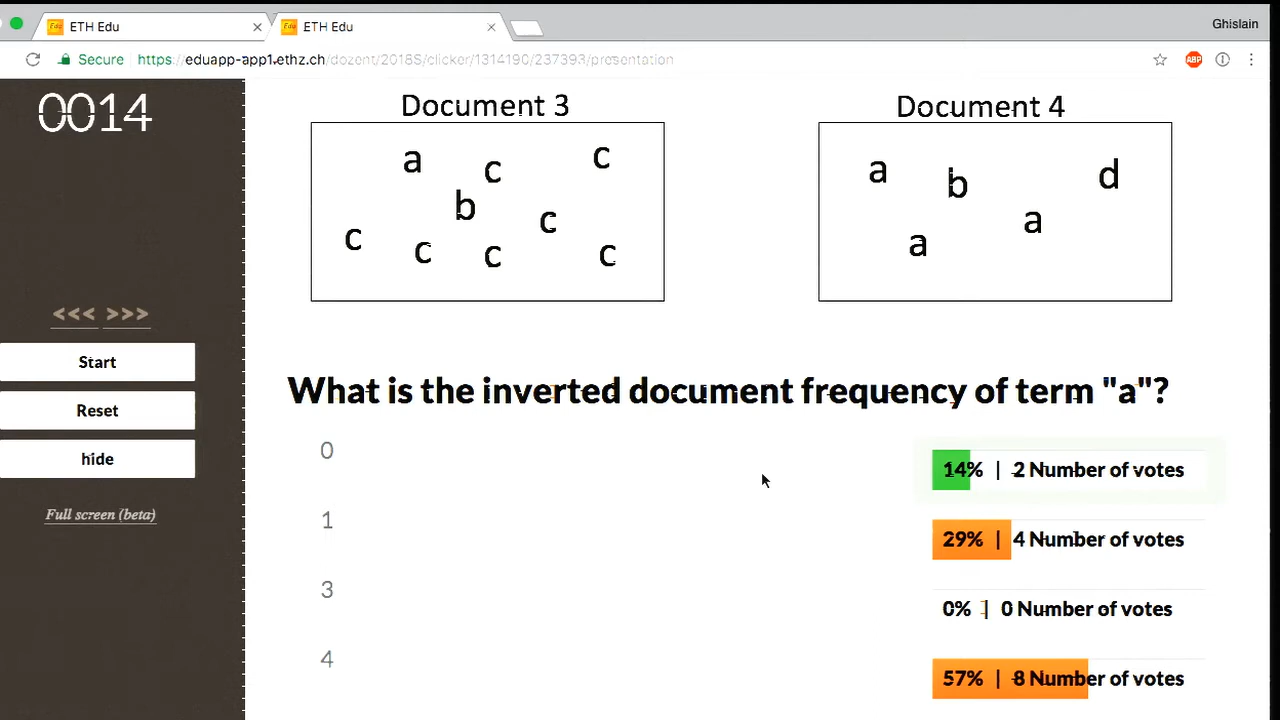 ETH Edu
ETH Edu
Ghislain
Secure https://eduapp-app1.ethz.ch/dozent/2018S/clicker/1314190/237393/presentation
ABP
0014
<<< >>>
Start
Reset
hide
Full screen (beta)
Document 3
a c c
b
c c c c c
Document 4
a b d
a a
What is the inverted document frequency of term "a"?
0 14% | 2 Number of votes
1 29% | 4 Number of votes
3 0% | 0 Number of votes
4 57% | 8 Number of votes